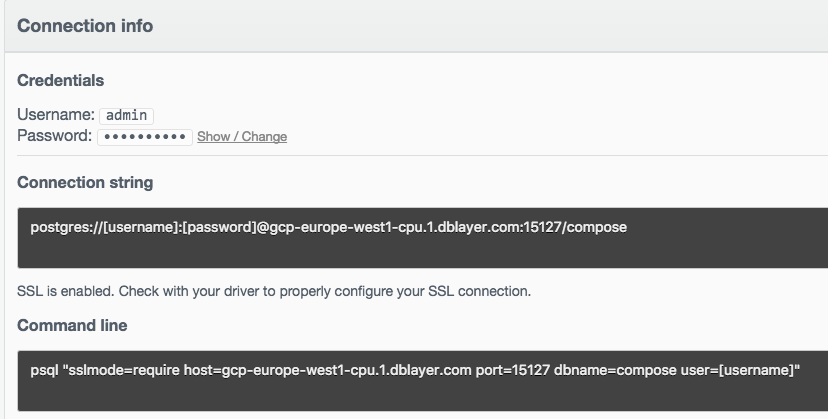 Connection info
Credentials
Username: admin
Password: •••••••••• Show / Change
Connection string
postgres://[username]:[password]@gcp-europe-west1-cpu.1.dblayer.com:15127/compose
SSL is enabled. Check with your driver to properly configure your SSL connection.
Command line
psql "sslmode=require host=gcp-europe-west1-cpu.1.dblayer.com port=15127 dbname=compose user=[username]"